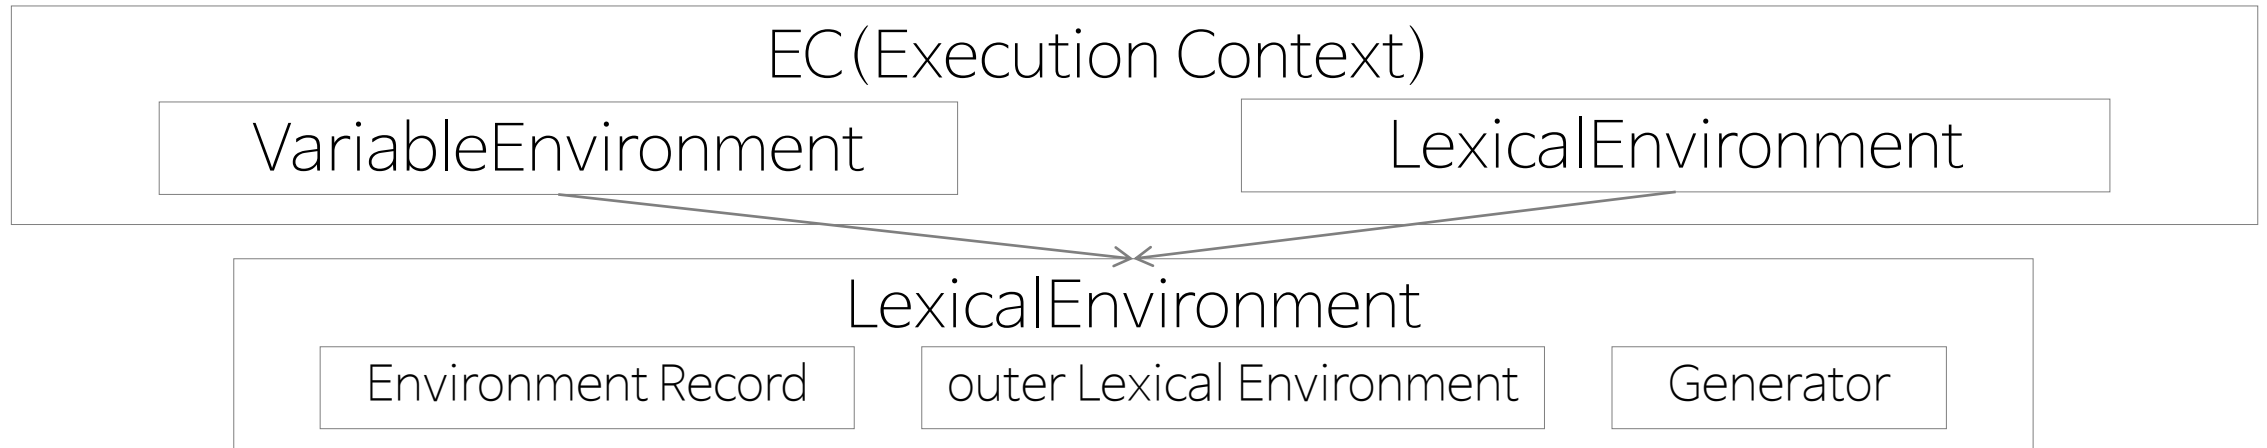 EC(Execution Context)
VariableEnvironment
LexicalEnvironment
LexicalEnvironment
Environment Record
outer Lexical Environment
Generator